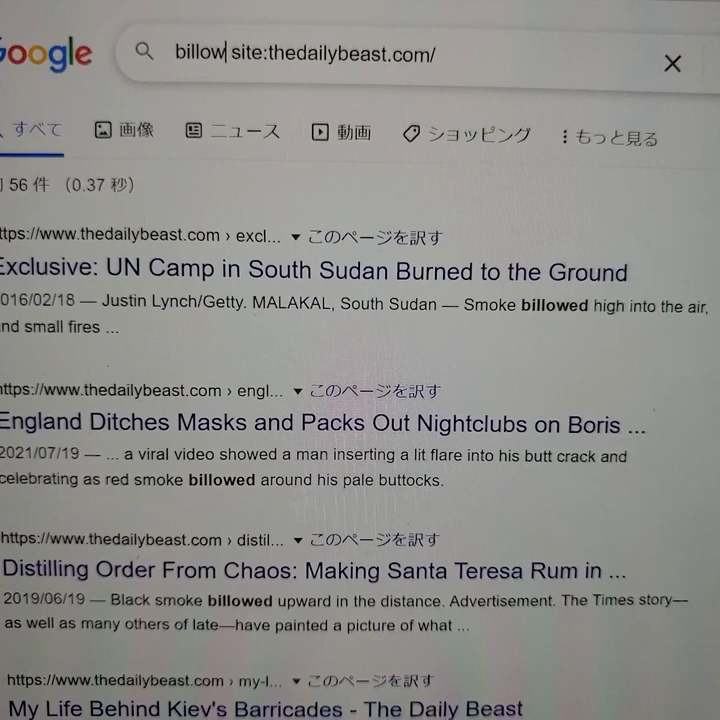 Google
billow site:thedailybeast.com/
すべて 画像 ニュース 動画 ショッピング もっと見る
56 件 (0.37 秒)
ttps://www.thedailybeast.com › excl... ▼ このページを訳す
Exclusive: UN Camp in South Sudan Burned to the Ground
016/02/18 — Justin Lynch/Getty. MALAKAL, South Sudan — Smoke billowed high into the air,
nd small fires ...
ttps://www.thedailybeast.com › engl... ▼ このページを訳す
England Ditches Masks and Packs Out Nightclubs on Boris ...
2021/07/19 — ... a viral video showed a man inserting a lit flare into his butt crack and
celebrating as red smoke billowed around his pale buttocks.
https://www.thedailybeast.com › distil... ▼ このページを訳す
Distilling Order From Chaos: Making Santa Teresa Rum in ...
2019/06/19 — Black smoke billowed upward in the distance. Advertisement. The Times story—
as well as many others of late—have painted a picture of what ...
https://www.thedailybeast.com › my-l... ▼ このページを訳す
My Life Behind Kiev's Barricades - The Daily Beast